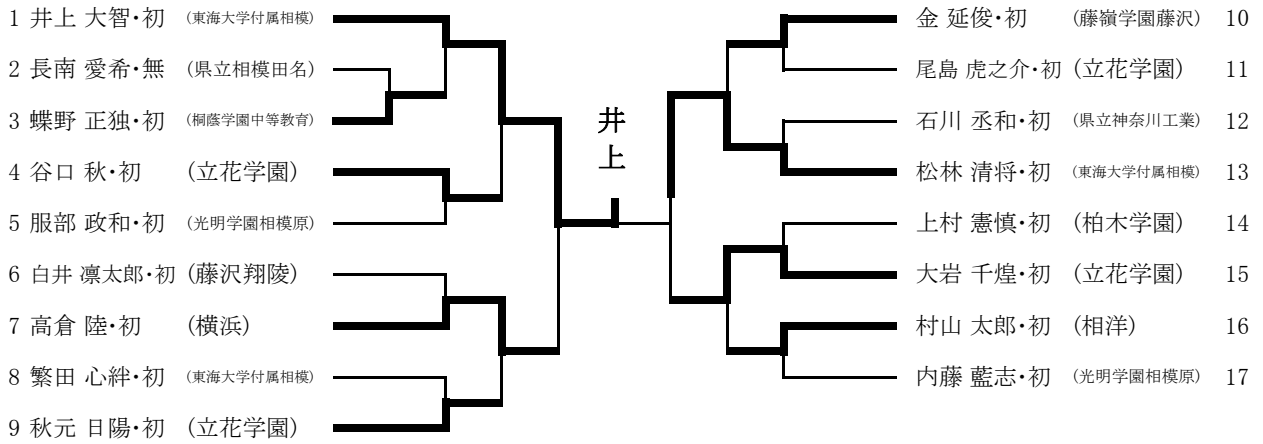 1 井上 大智・初 (東海大学付属相模)
2 長南 愛希・無 (県立相模田名)
3 蝶野 正独・初 (桐蔭学園中等教育)
4 谷口 秋・初 (立花学園)
5 服部 政和・初 (光明学園相模原)
6 白井 凛太郎・初 (藤沢翔陵)
7 高倉 陸・初 (横浜)
8 繁田 心絆・初 (東海大学付属相模)
9 秋元 日陽・初 (立花学園)
井上
金 延俊・初 (藤嶺学園藤沢) 10
尾島 虎之介・初 (立花学園) 11
石川 丞和・初 (県立神奈川工業) 12
松林 清将・初 (東海大学付属相模) 13
上村 憲慎・初 (柏木学園) 14
大岩 千煌・初 (立花学園) 15
村山 太郎・初 (相洋) 16
内藤 藍志・初 (光明学園相模原) 17